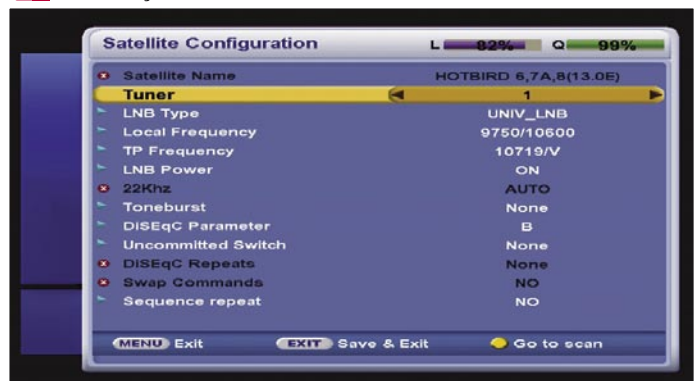 Satellite Configuration L 82% Q 99%
Satellite Name HOTBIRD 6,7A,8(13.0E)
Tuner 1
LNB Type UNIV_LNB
Local Frequency 9750/10600
TP Frequency 10719/V
LNB Power ON
22Khz AUTO
Toneburst None
DiSEqC Parameter B
Uncommitted Switch None
DiSEqC Repeats None
Swap Commands NO
Sequence repeat NO
MENU Exit EXIT Save & Exit Go to scan